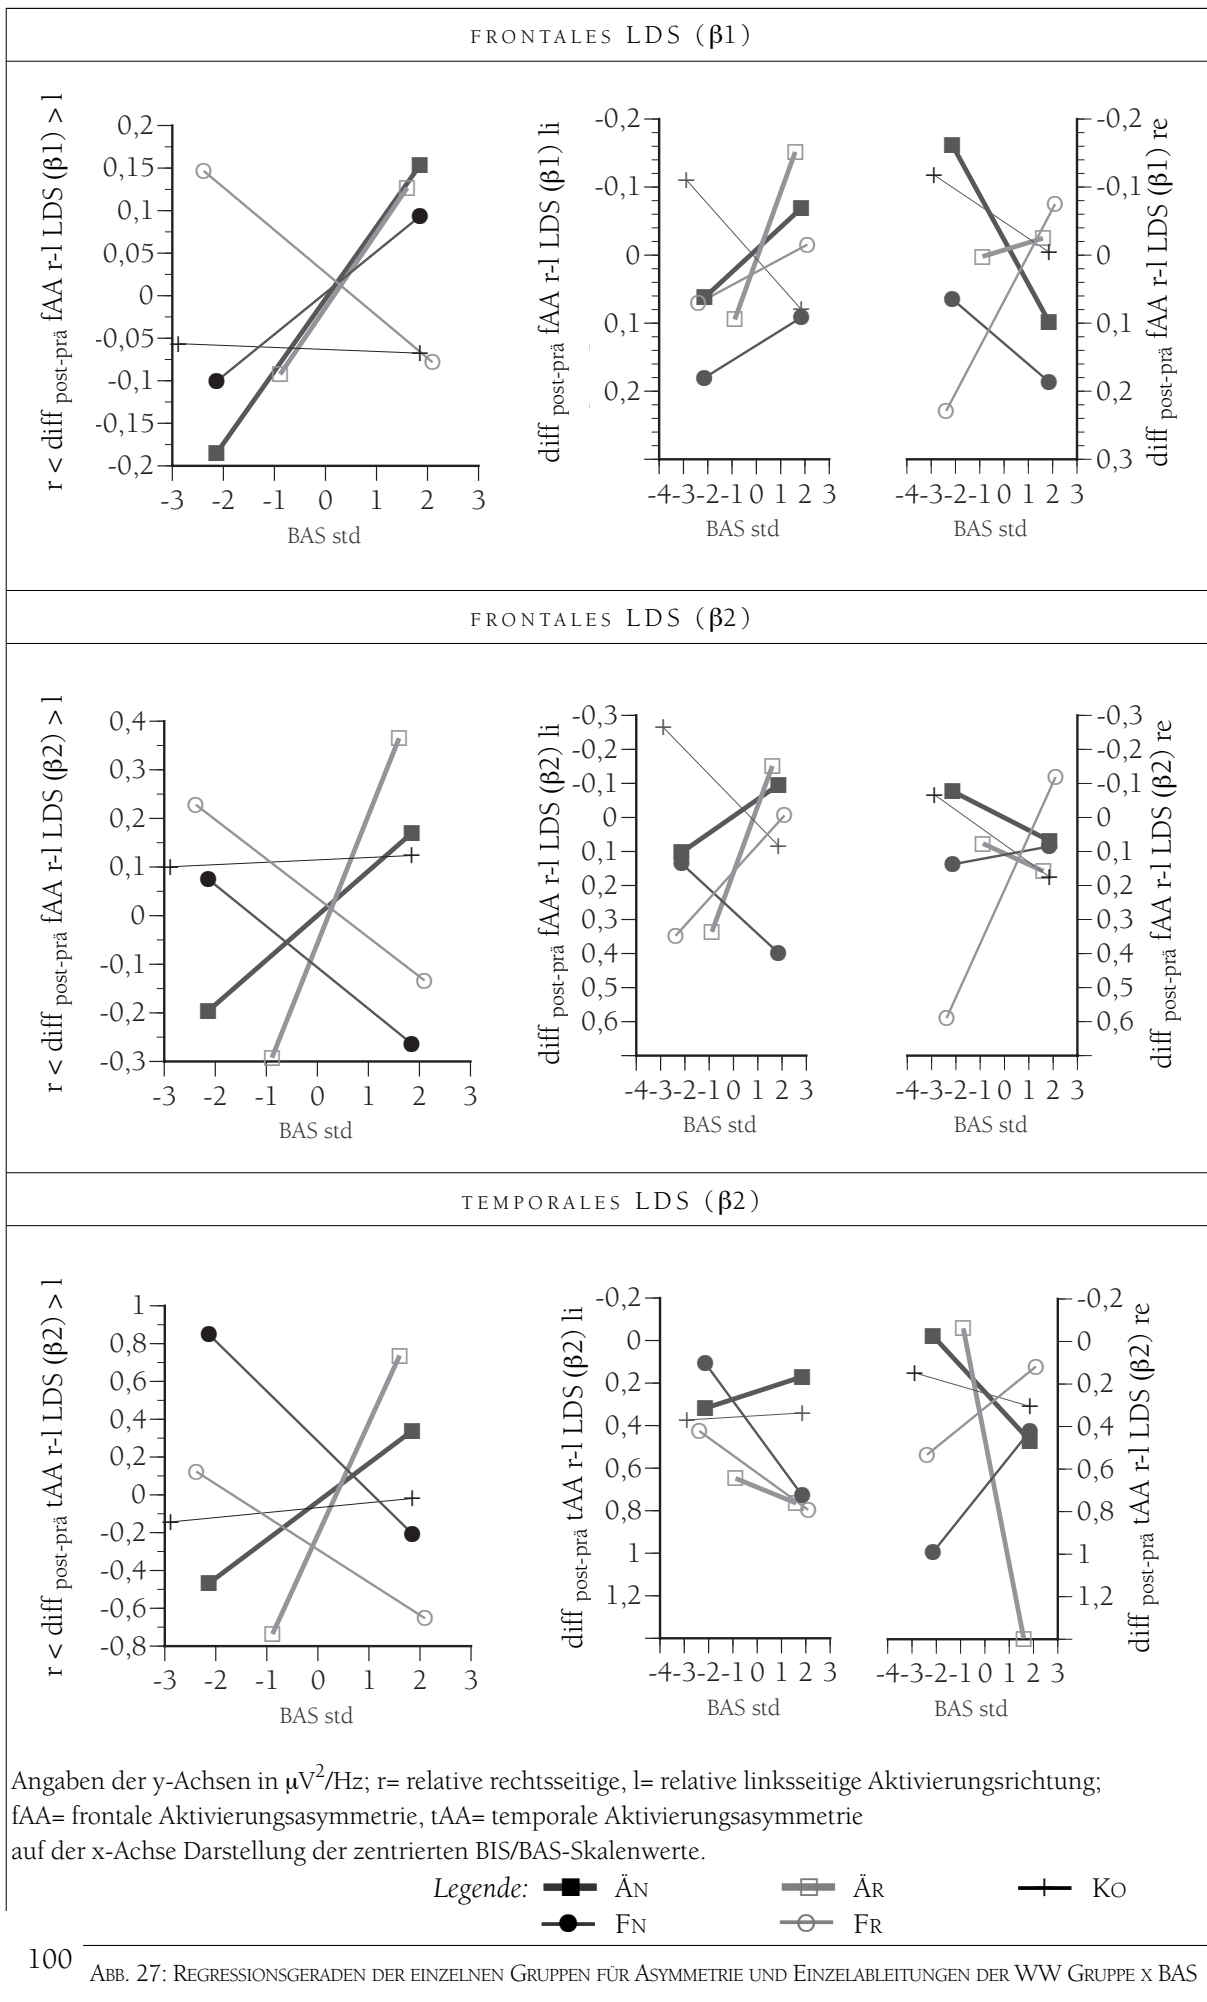 FRONTALES LDS (β1)
r < diff post-prä fAA r-l LDS (β1) > l
0,2
0,15
0,1
0,05
0
-0,05
-0,1
-0,15
-0,2
-3 -2 -1 0 1 2 3
BAS std
diff post-prä fAA r-l LDS (β1) li
-0,2
-0,1
0
0,1
0,2
-4 -3 -2 -1 0 1 2 3
BAS std
-0,2
-0,1
0
0,1
0,2
0,3
diff post-prä fAA r-l LDS (β1) re
-4 -3 -2 -1 0 1 2 3
BAS std
FRONTALES LDS (β2)
r < diff post-prä fAA r-l LDS (β2) > l
0,4
0,3
0,2
0,1
0
-0,1
-0,2
-0,3
-3 -2 -1 0 1 2 3
BAS std
diff post-prä fAA r-l LDS (β2) li
-0,3
-0,2
-0,1
0
0,1
0,2
0,3
0,4
0,5
0,6
-4 -3 -2 -1 0 1 2 3
BAS std
-0,3
-0,2
-0,1
0
0,1
0,2
0,3
0,4
0,5
0,6
diff post-prä fAA r-l LDS (β2) re
-4 -3 -2 -1 0 1 2 3
BAS std
TEMPORALES LDS (β2)
r < diff post-prä tAA r-l LDS (β2) > l
1
0,8
0,6
0,4
0,2
0
-0,2
-0,4
-0,6
-0,8
-3 -2 -1 0 1 2 3
BAS std
diff post-prä tAA r-l LDS (β2) li
-0,2
0
0,2
0,4
0,6
0,8
1
1,2
-4 -3 -2 -1 0 1 2 3
BAS std
-0,2
0
0,2
0,4
0,6
0,8
1
1,2
diff post-prä tAA r-l LDS (β2) re
-4 -3 -2 -1 0 1 2 3
BAS std
Angaben der y-Achsen in µV²/Hz; r= relative rechtsseitige, l= relative linksseitige Aktivierungsrichtung;
fAA= frontale Aktivierungsasymmetrie, tAA= temporale Aktivierungsasymmetrie
auf der x-Achse Darstellung der zentrierten BIS/BAS-Skalenwerte.
Legende: ÄN ÄR KO
FN FR
100
ABB. 27: REGRESSIONSGERADEN DER EINZELNEN GRUPPEN FÜR ASYMMETRIE UND EINZELABLEITUNGEN DER WW GRUPPE X BAS